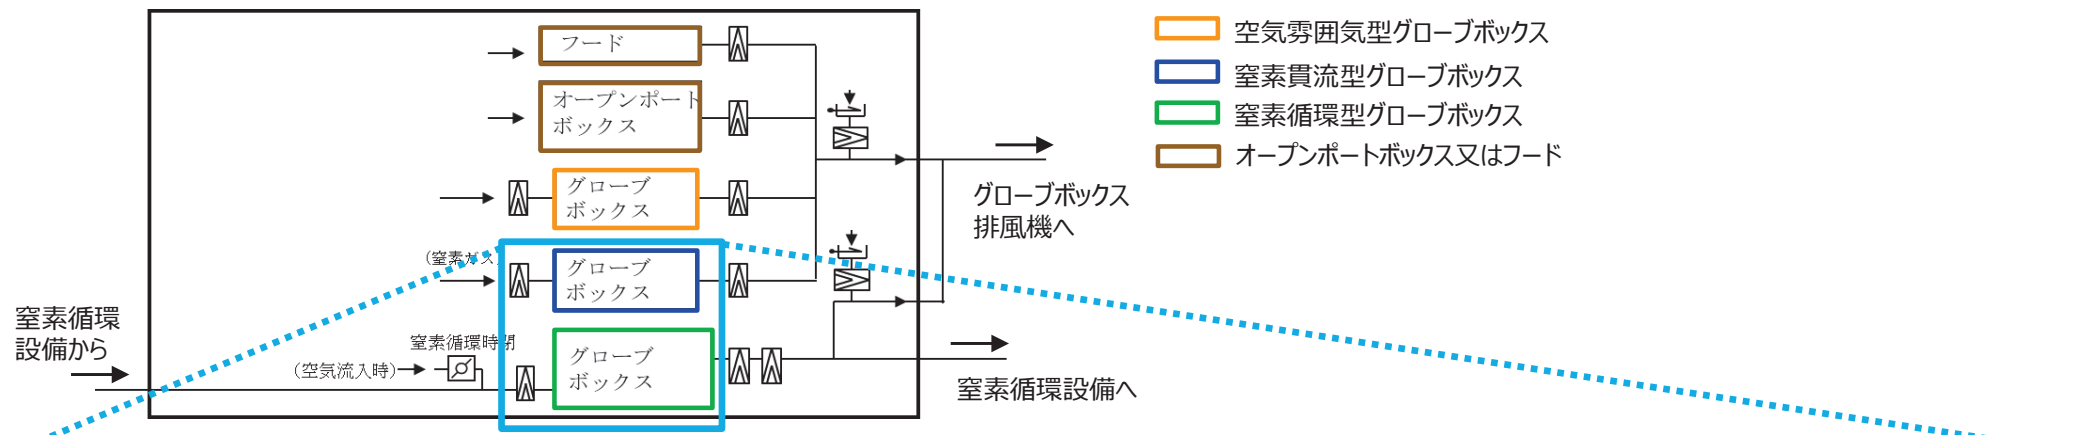 フード
オープンポート
ボックス
グローブ
ボックス
(窒素ガス)
グローブ
ボックス
窒素循環時閉
(空気流入時)
グローブ
ボックス
窒素循環
設備から
グローブボックス
排風機へ
窒素循環設備へ
空気雰囲気型グローブボックス
窒素貫流型グローブボックス
窒素循環型グローブボックス
オープンポートボックス又はフード